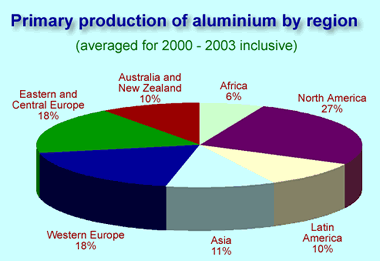 Primary production of aluminium by region
(averaged for 2000 - 2003 inclusive)
Australia and
New Zealand
10%
Africa
6%
Eastern and
Central Europe
18%
North America
27%
Western Europe
18%
Asia
11%
Latin
America
10%